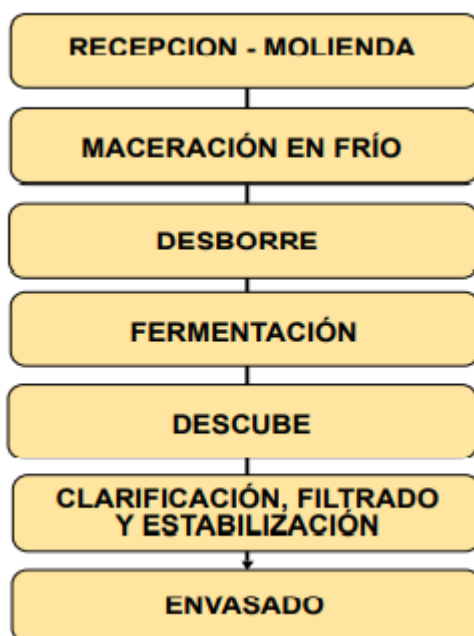 RECEPCION - MOLIENDA
MACERACIÓN EN FRÍO
DESBORRE
FERMENTACIÓN
DESCUBE
CLARIFICACIÓN, FILTRADO
Y ESTABILIZACIÓN
ENVASADO